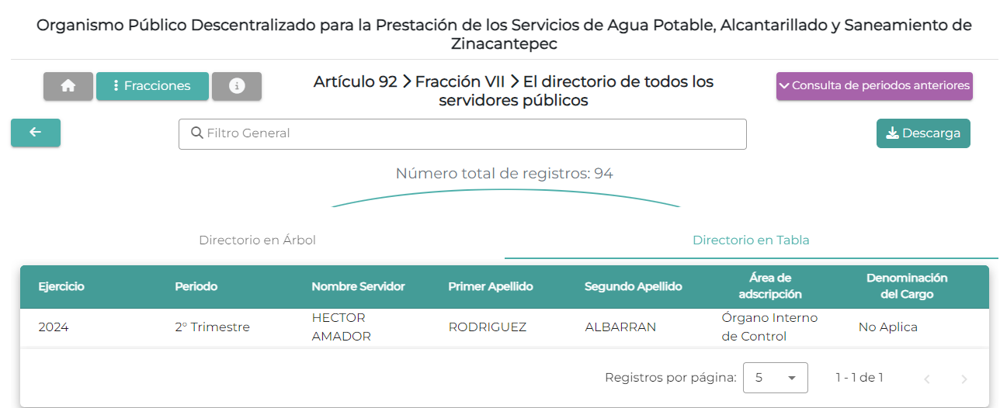 Organismo Público Descentralizado para la Prestación de los Servicios de Agua Potable, Alcantarillado y Saneamiento de
Zinacantepec
Fracciones
Artículo 92 > Fracción VII > El directorio de todos los
servidores públicos
Consulta de periodos anteriores
Filtro General
Descarga
Número total de registros: 94
Directorio en Árbol
Directorio en Tabla
Ejercicio
Periodo
Nombre Servidor
Primer Apellido
Segundo Apellido
Área de
adscripción
Denominación
del Cargo
2024
2° Trimestre
HECTOR
AMADOR
RODRIGUEZ
ALBARRAN
Órgano Interno
de Control
No Aplica
Registros por página:
5
1 - 1 de 1